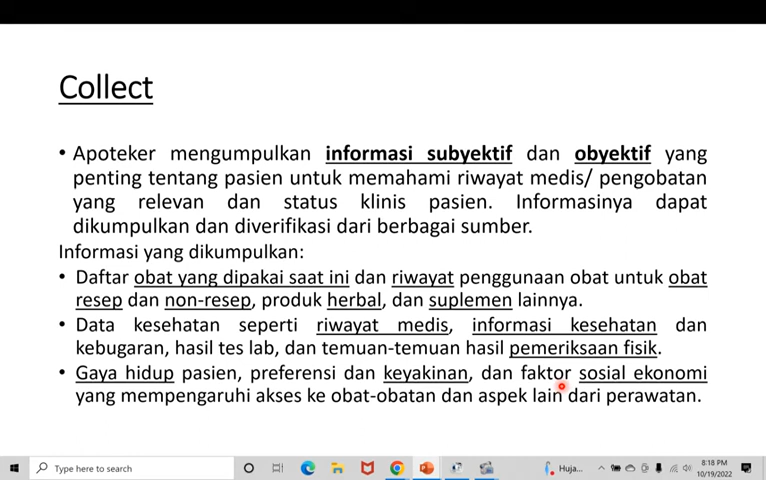 Collect
• Apoteker mengumpulkan informasi subyektif dan obyektif yang
penting tentang pasien untuk memahami riwayat medis/ pengobatan
yang relevan dan status klinis pasien. Informasinya dapat
dikumpulkan dan diverifikasi dari berbagai sumber.
Informasi yang dikumpulkan:
• Daftar obat yang dipakai saat ini dan riwayat penggunaan obat untuk obat
resep dan non-resep, produk herbal, dan suplemen lainnya.
• Data kesehatan seperti riwayat medis, informasi kesehatan dan
kebugaran, hasil tes lab, dan temuan-temuan hasil pemeriksaan fisik.
• Gaya hidup pasien, preferensi dan keyakinan, dan faktor sosial ekonomi
yang mempengaruhi akses ke obat-obatan dan aspek lain dari perawatan.
Type here to search
Huja...
8:18 PM
10/19/2022